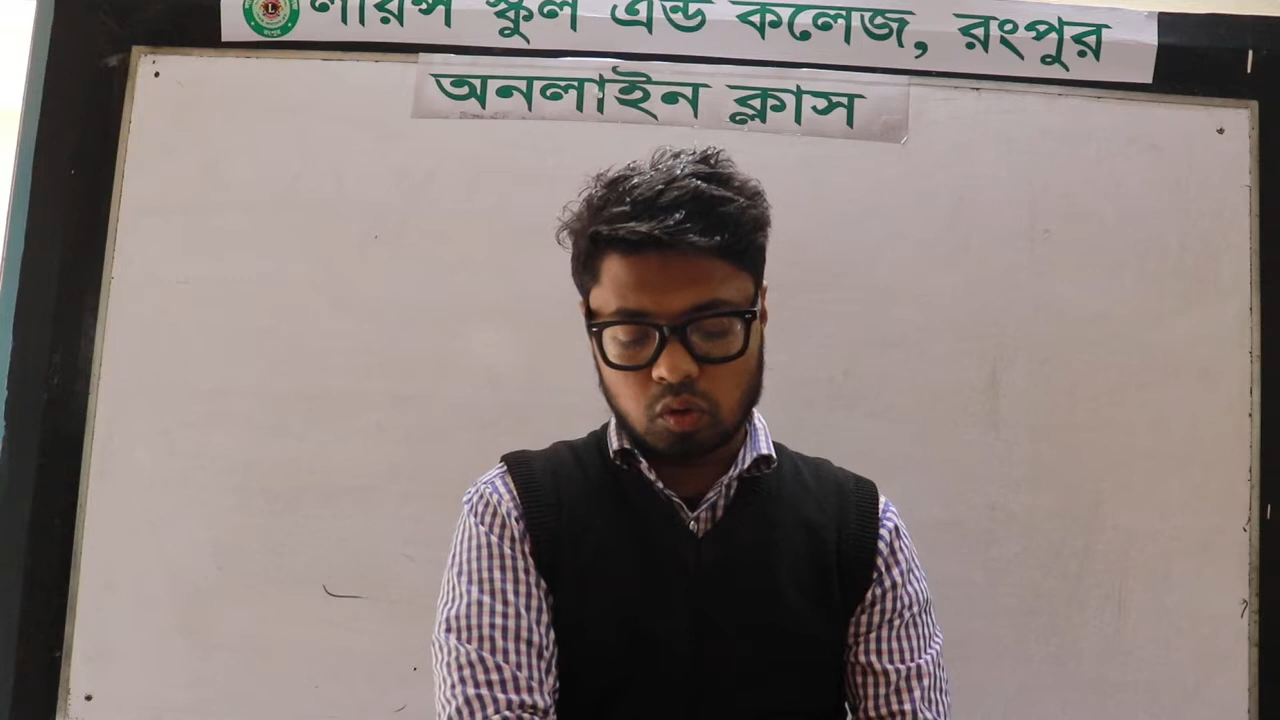 লায়ন্স স্কুল এন্ড কলেজ, রংপুর
অনলাইন ক্লাস